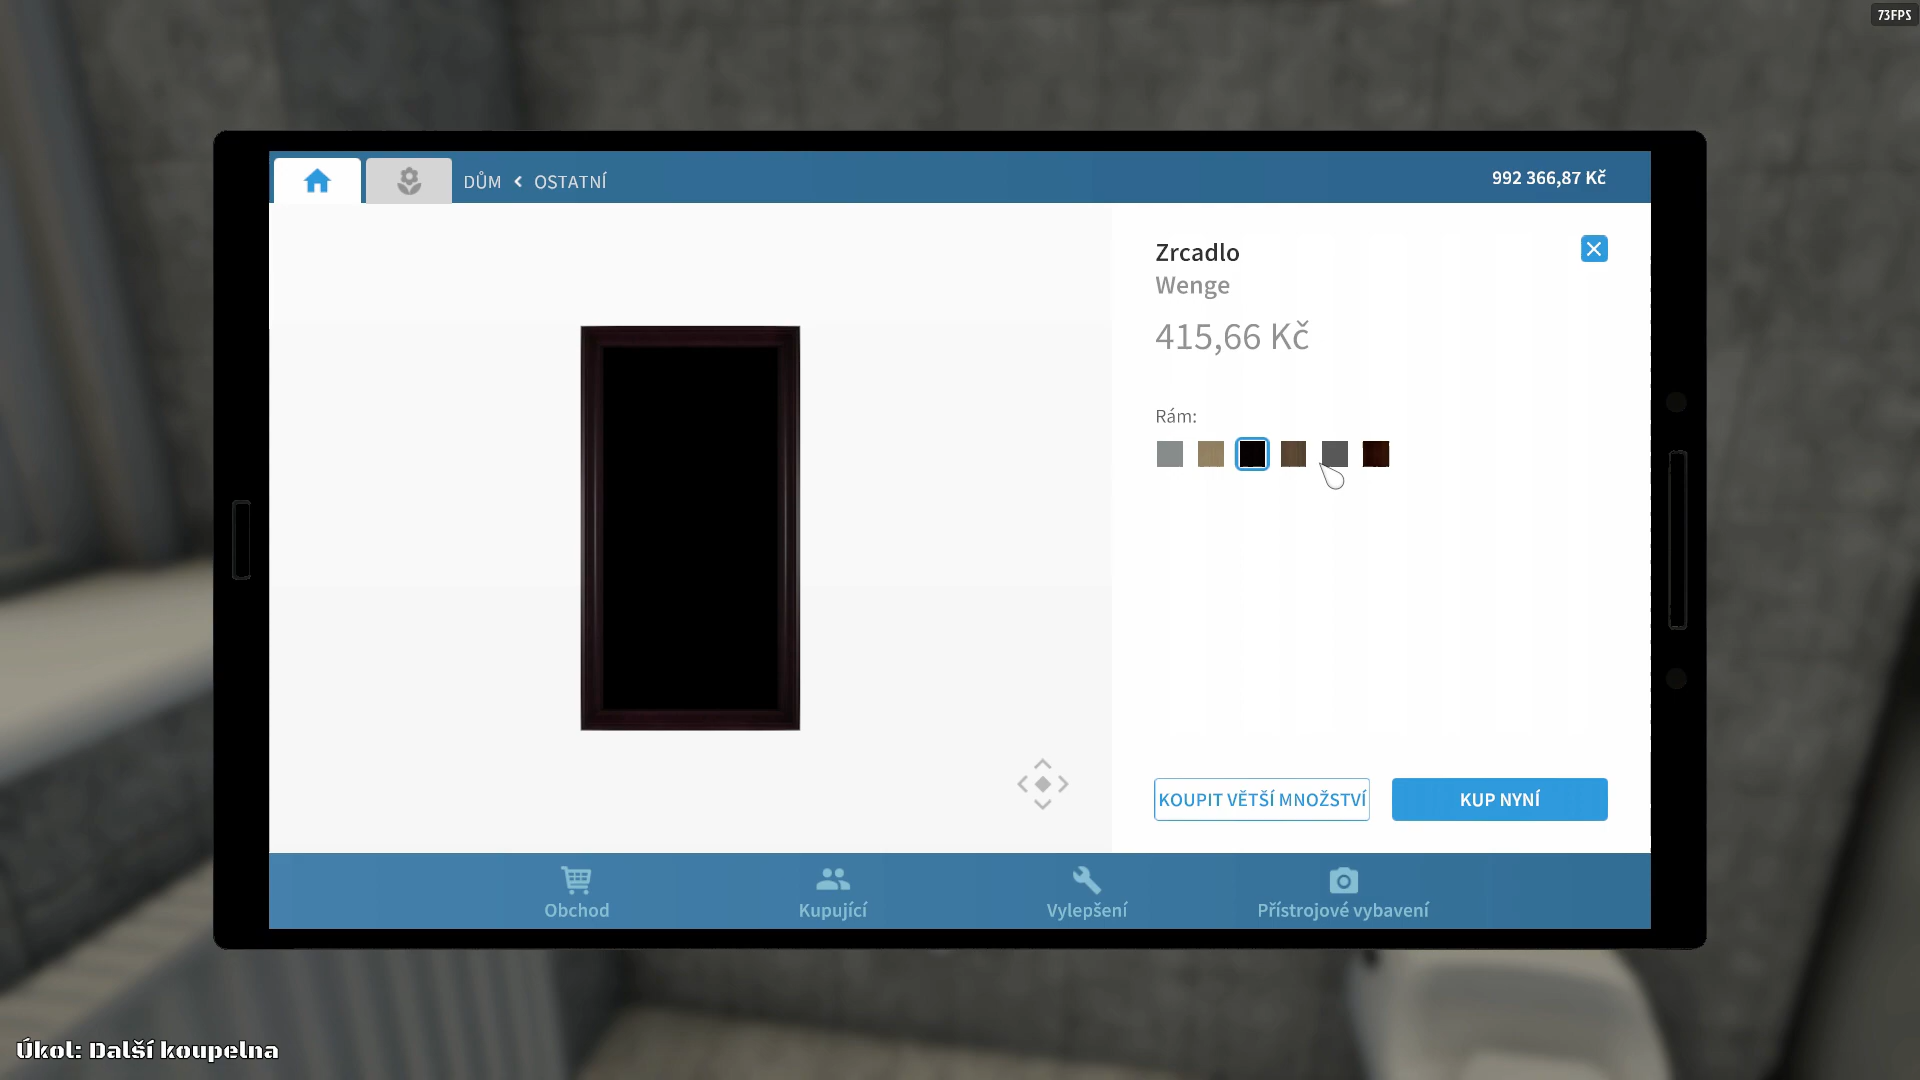 73FPS
DŮM < OSTATNÍ
992 366,87 Kč
Zrcadlo
Wenge
415,66 Kč
Rám:
KOUPIT VĚTŠÍ MNOŽSTVÍ
KUP NYNÍ
Obchod
Kupující
Vylepšení
Přístrojové vybavení
Úkol: Další koupelna